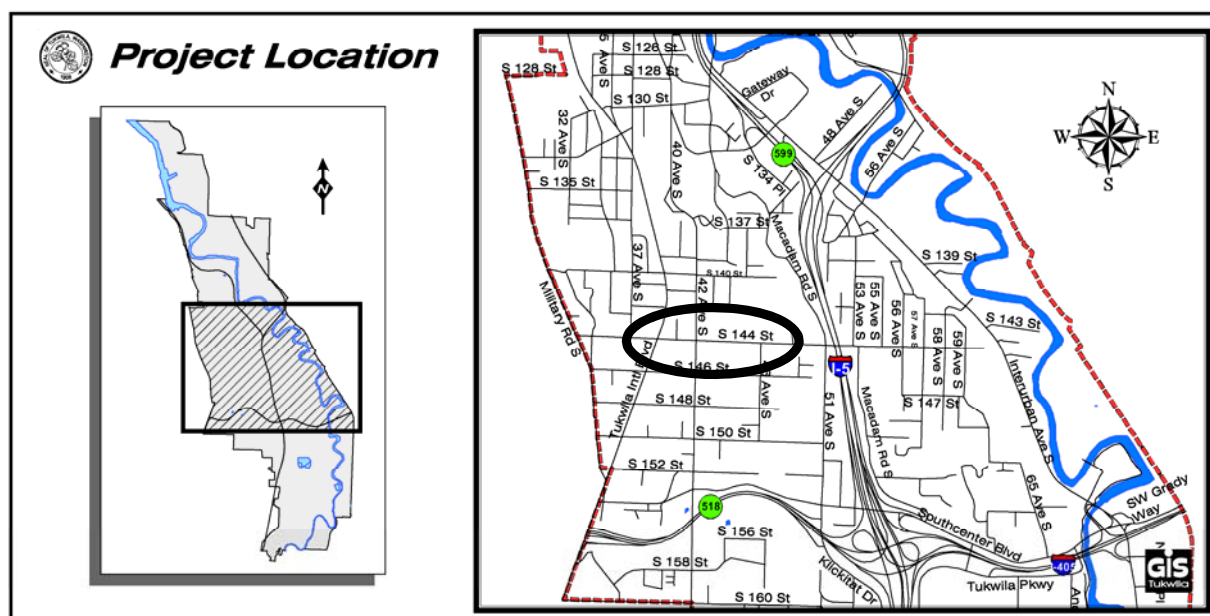 Project Location
N
S 126 St
S 128 St
S 128 St
S 130 St
Gateway
Dr
32 Ave S
40 Ave S
48 Ave S
56 Ave S
599
S 134 Pl
S 135 St
S 137 St
Macadam Rd S
S 139 St
37 Ave S
S 140 St
42 Ave S
Military Rd S
S 144 St
53 Ave S
55 Ave S
56 Ave S
57 Ave S
58 Ave S
59 Ave S
S 143 St
S 146 St
I-5
Tukwila Intl Blvd
S 148 St
S 147 St
Macadam Rd S
51 Ave S
Interurban Ave S
S 150 St
S 152 St
65 Ave S
SW Grady
Way
518
Southcenter Blvd
S 156 St
S 158 St
Klickitat Dr
Tukwila Pkwy
S 160 St
N
W
E
S
GIS
Tukwila